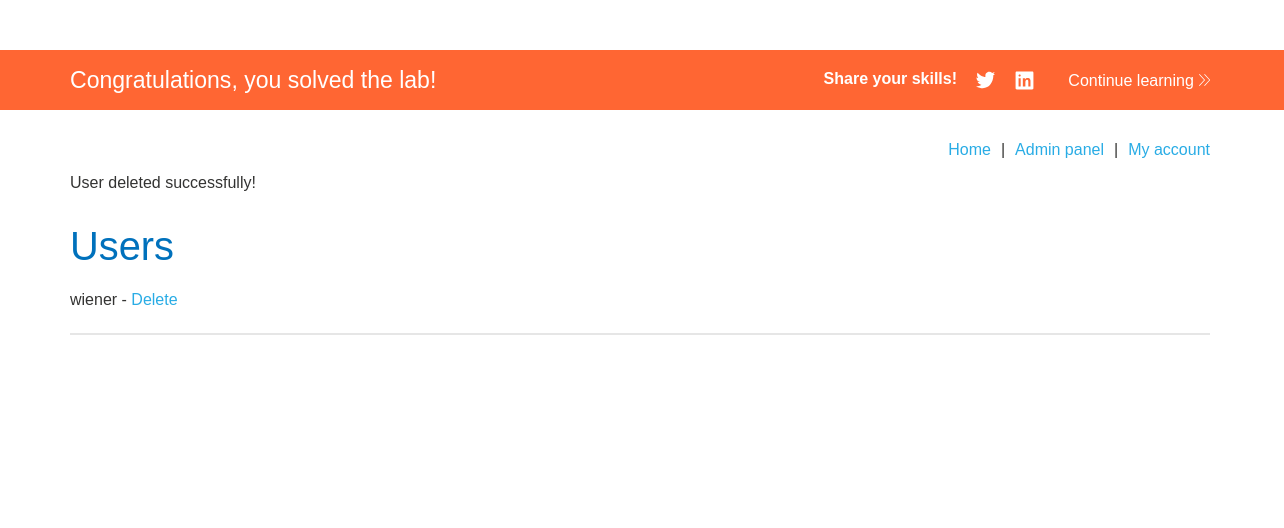 Congratulations, you solved the lab!
Share your skills!
Continue learning
Home | Admin panel | My account
User deleted successfully!
Users
wiener - Delete